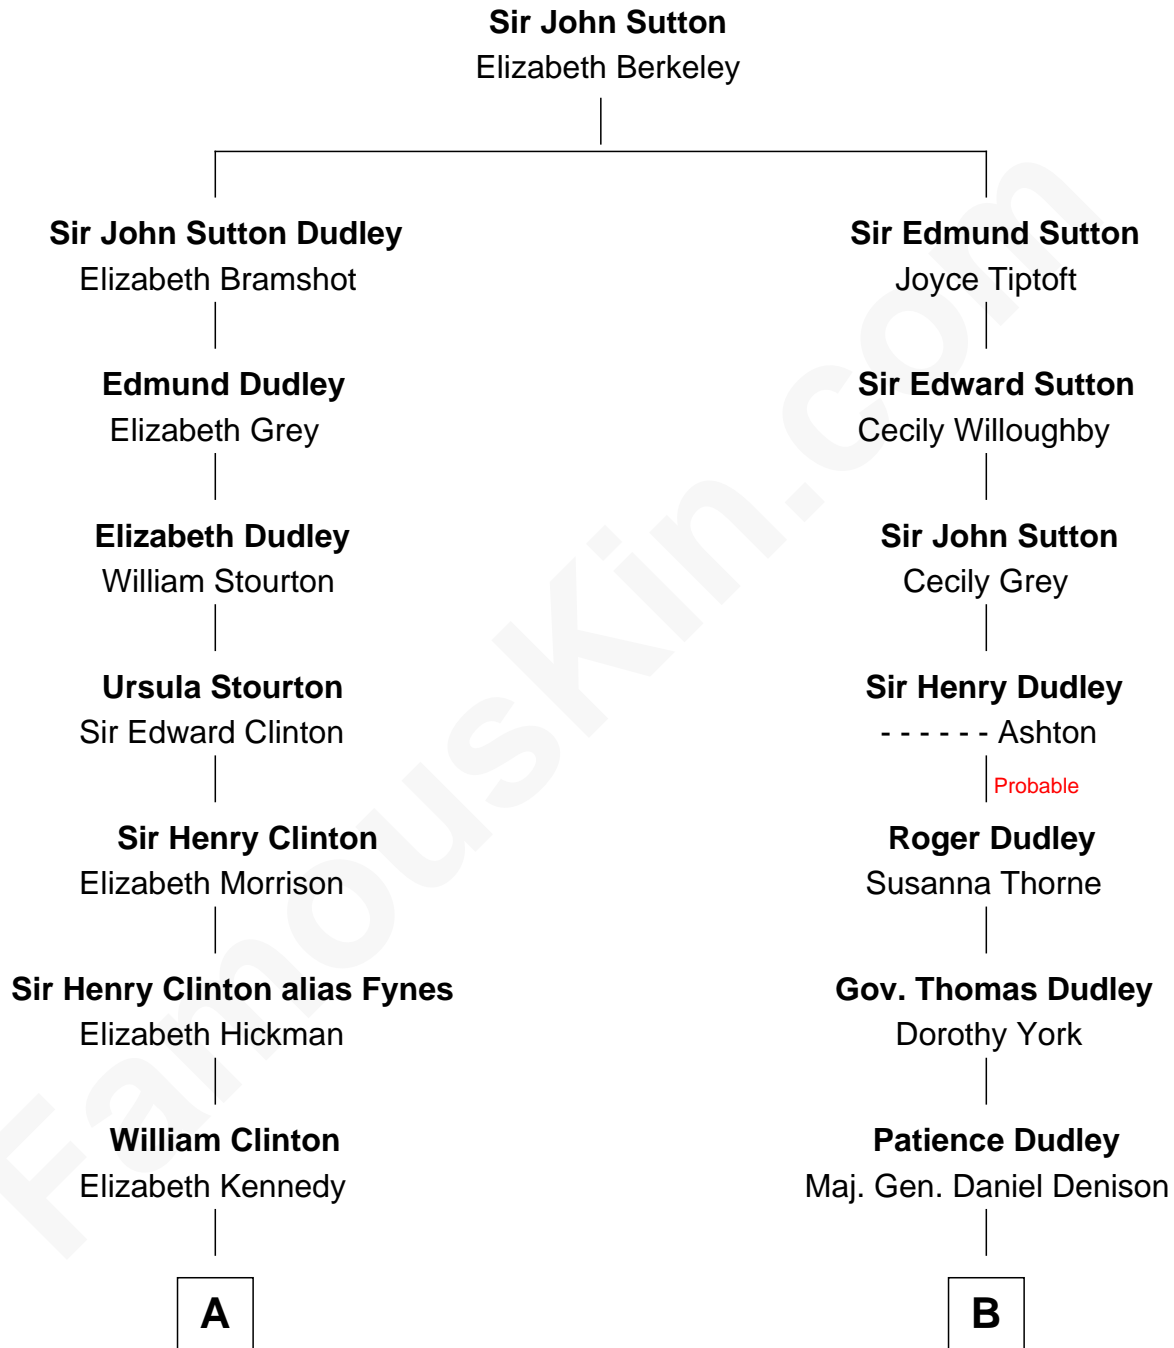 Sir John Sutton
Elizabeth Berkeley
Sir John Sutton Dudley
Elizabeth Bramshot
Sir Edmund Sutton
Joyce Tiptoft
Edmund Dudley
Elizabeth Grey
Sir Edward Sutton
Cecily Willoughby
Elizabeth Dudley
William Stourton
Sir John Sutton
Cecily Grey
Ursula Stourton
Sir Edward Clinton
Sir Henry Dudley
- - - - - - Ashton
Probable
Sir Henry Clinton
Elizabeth Morrison
Roger Dudley
Susanna Thorne
Sir Henry Clinton alias Fynes
Elizabeth Hickman
Gov. Thomas Dudley
Dorothy York
William Clinton
Elizabeth Kennedy
Patience Dudley
Maj. Gen. Daniel Denison
A
B
FamousKin.com